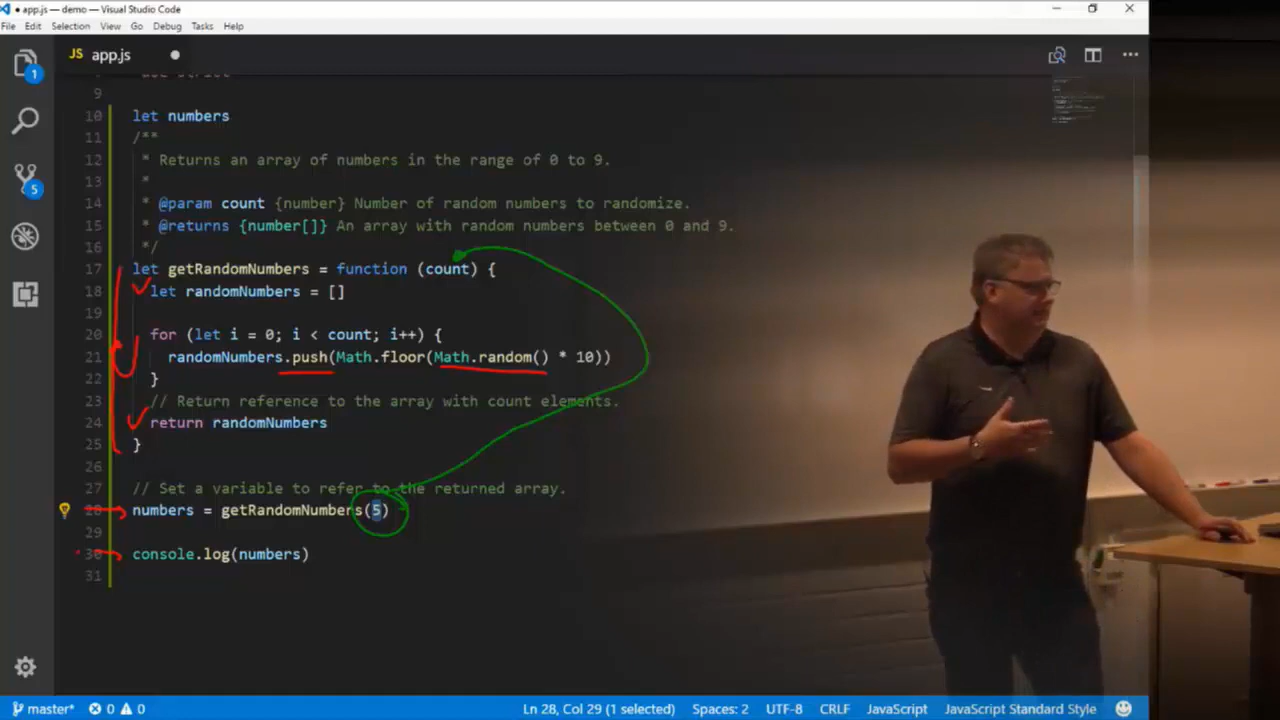 ● app.js — demo — Visual Studio Code
File Edit Selection View Go Debug Tasks Help
JS app.js
1
5
9
10 let numbers
11 /**
12 * Returns an array of numbers in the range of 0 to 9.
13 *
14 * @param count {number} Number of random numbers to randomize.
15 * @returns {number[]} An array with random numbers between 0 and 9.
16 */
17 let getRandomNumbers = function (count) {
18 let randomNumbers = []
19
20 for (let i = 0; i < count; i++) {
21 randomNumbers.push(Math.floor(Math.random() * 10))
22 }
23 // Return reference to the array with count elements.
24 return randomNumbers
25 }
26
27 // Set a variable to refer to the returned array.
28 numbers = getRandomNumbers(5)
29
30 console.log(numbers)
31
master* 0 0 Ln 28, Col 29 (1 selected) Spaces: 2 UTF-8 CRLF JavaScript JavaScript Standard Style